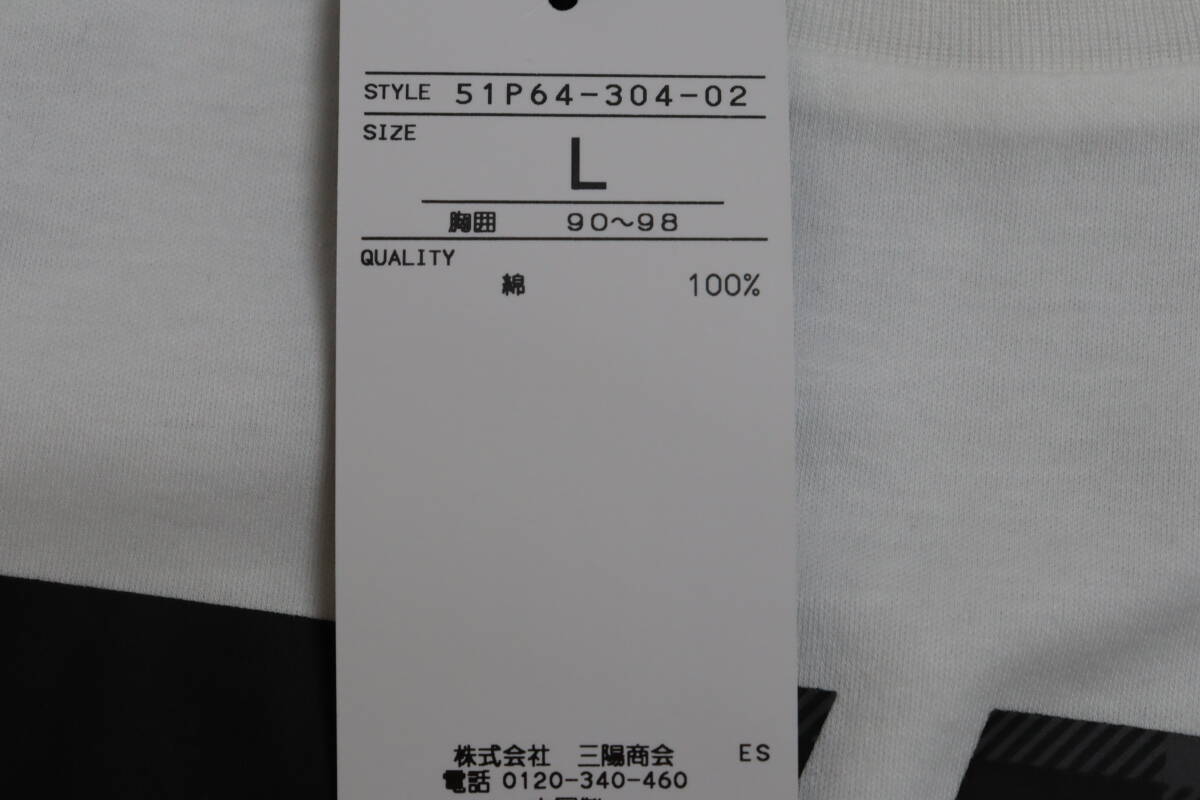 STYLE 51P64-304-02
SIZE
L
胸囲 90～98
QUALITY
綿 100%
株式会社 三陽商会 ES
電話 0120-340-460